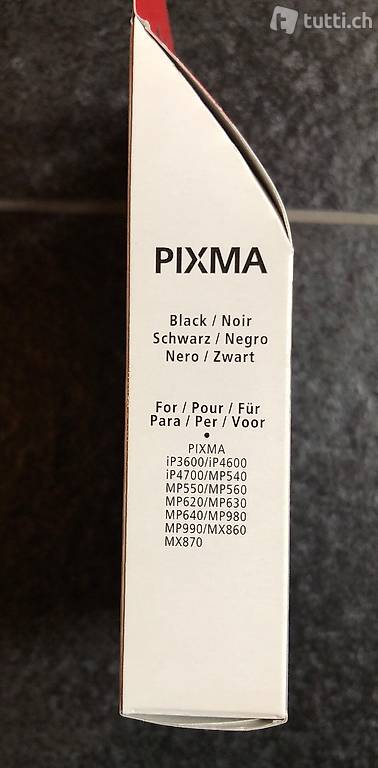 tutti.ch
PIXMA
Black / Noir
Schwarz / Negro
Nero / Zwart
For / Pour / Für
Para / Per / Voor
•
PIXMA
iP3600/iP4600
iP4700/MP540
MP550/MP560
MP620/MP630
MP640/MP980
MP990/MX860
MX870